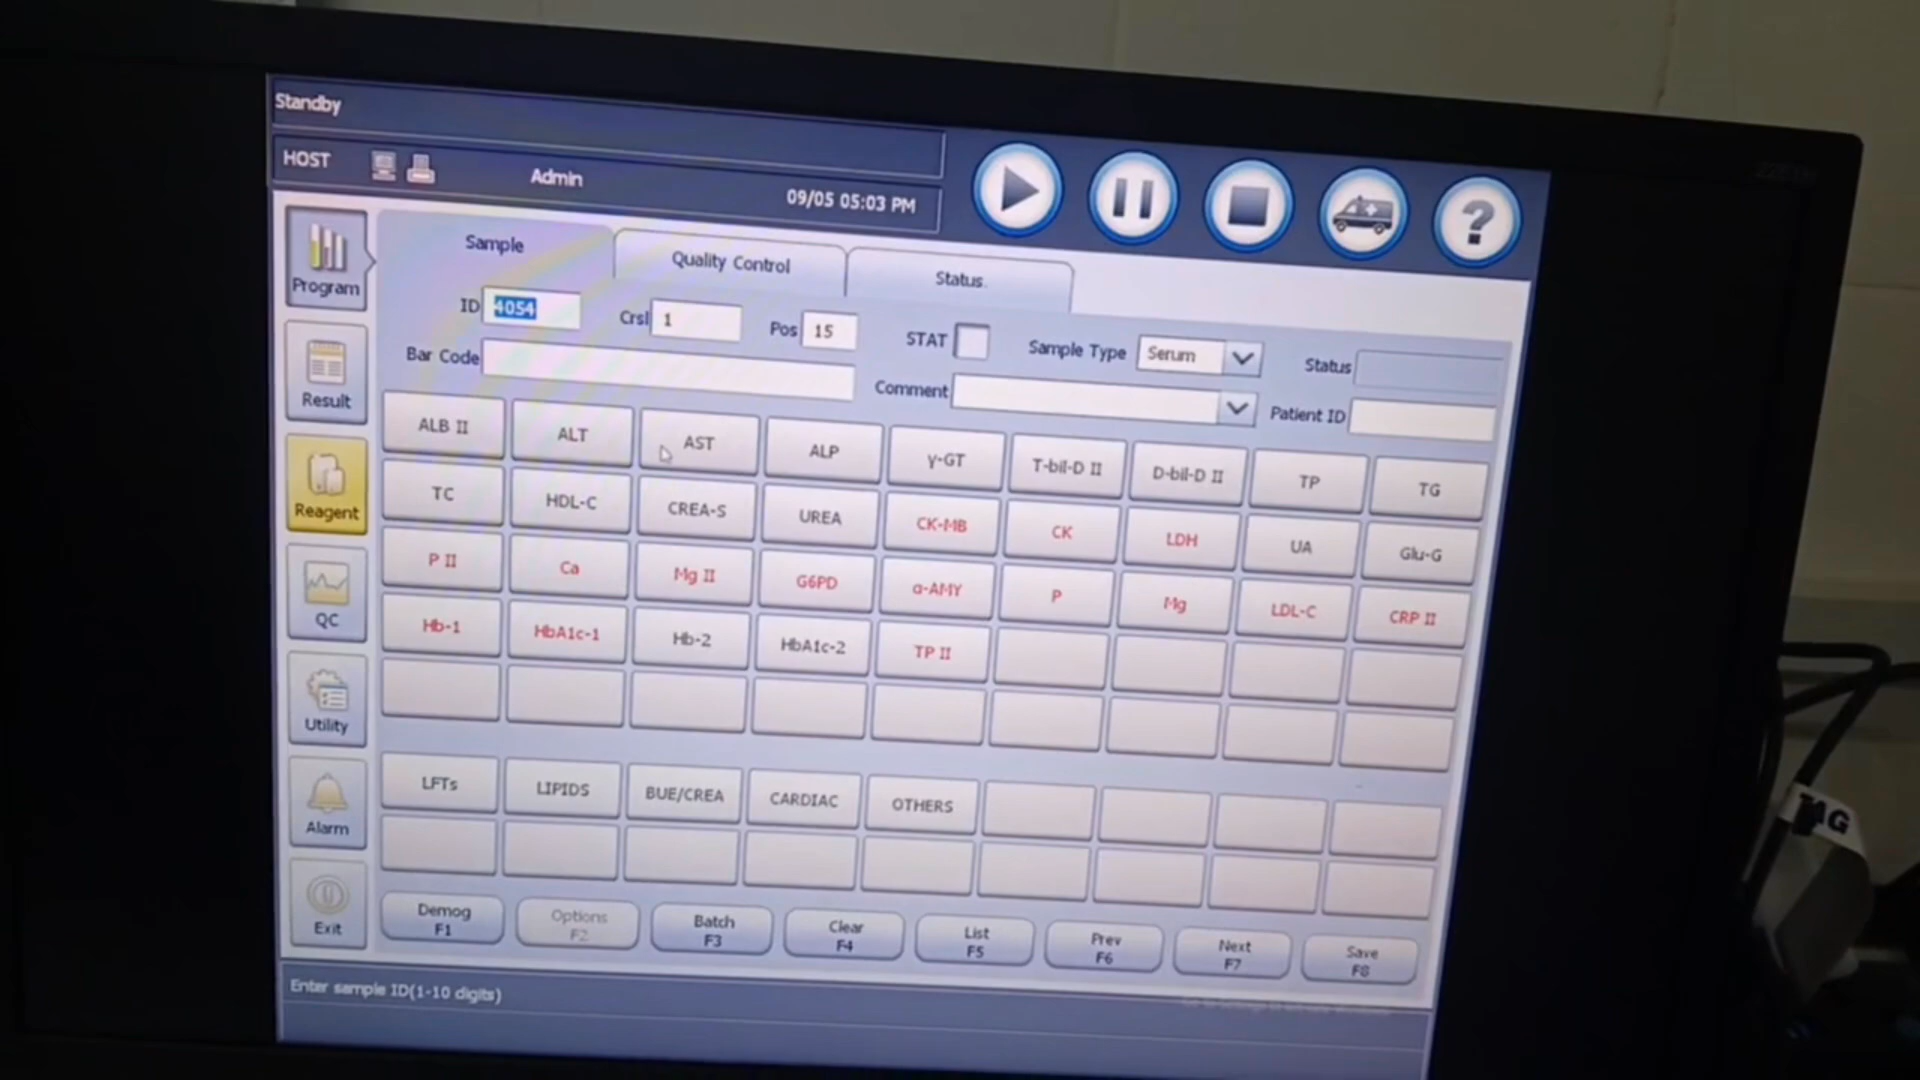 Standby
HOST Admin 09/05 05:03 PM
?
Program
Result
Reagent
QC
Utility
Alarm
Exit
Sample Quality Control Status
ID 4054 Crsl 1 Pos 15 STAT Sample Type Serum Status
Bar Code Comment Patient ID
ALB II ALT AST ALP γ-GT T-bil-D II D-bil-D II TP TG
TC HDL-C CREA-S UREA CK-MB CK LDH UA Glu-G
P II Ca Mg II G6PD α-AMY P Mg LDL-C CRP II
Hb-1 HbA1c-1 Hb-2 HbA1c-2 TP II
LFTs LIPIDS BUE/CREA CARDIAC OTHERS
Demog F1 Options F2 Batch F3 Clear F4 List F5 Prev F6 Next F7 Save F8
Enter sample ID(1-10 digits)